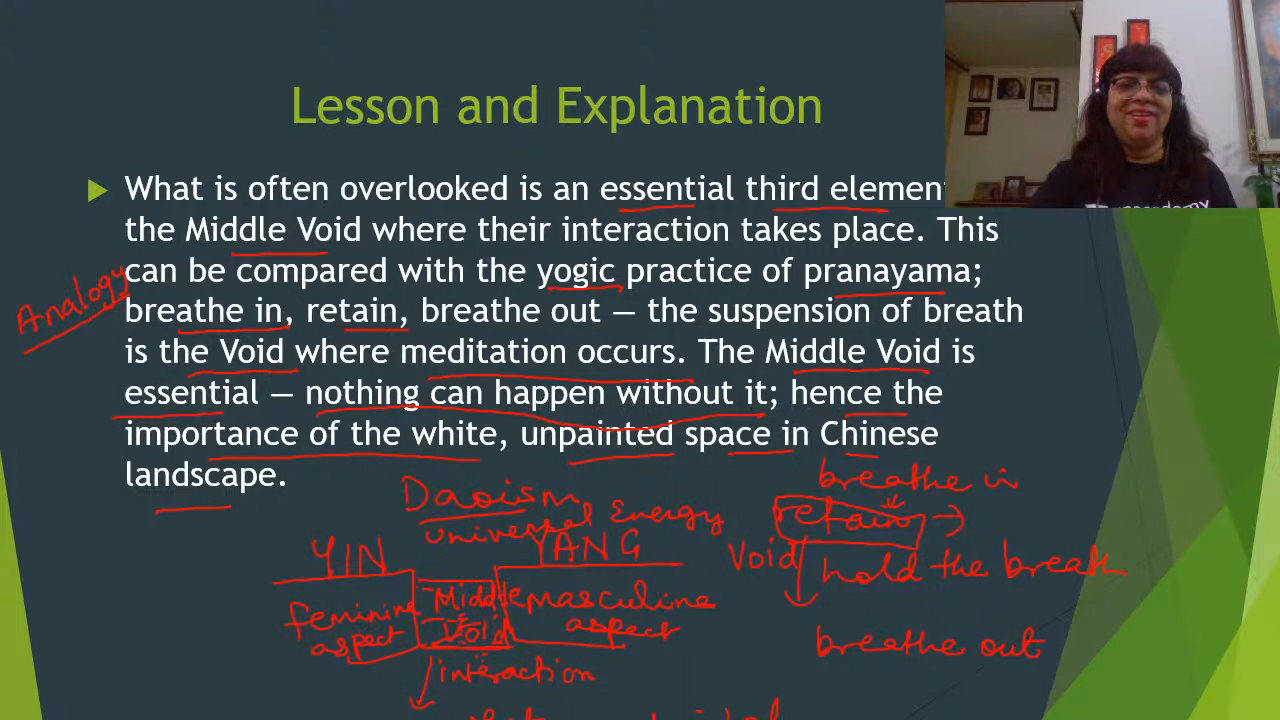 Lesson and Explanation
What is often overlooked is an essential third element
the Middle Void where their interaction takes place. This
can be compared with the yogic practice of pranayama;
breathe in, retain, breathe out — the suspension of breath
is the Void where meditation occurs. The Middle Void is
essential — nothing can happen without it; hence the
importance of the white, unpainted space in Chinese
landscape.
Analogy
Daoism
universal Energy
YIN
YANG
feminine
aspect
Middle
Void
masculine
aspect
interaction
breathe in
retain
Void
hold the breath
breathe out